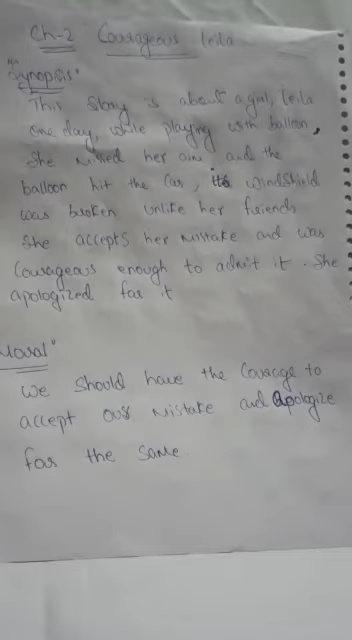 Ch-2 Courageous Leila
"Synopsis"
This Story is about a girl, Leila
one day, while playing with balloon,
She missed her aim and the
balloon hit the Car, its windshield
was broken unlike her friends
She accepts her mistake and was
Courageous enough to admit it. She
apologized for it
Moral"
We Should have the Courage to
accept our mistake and Apologize
for the same